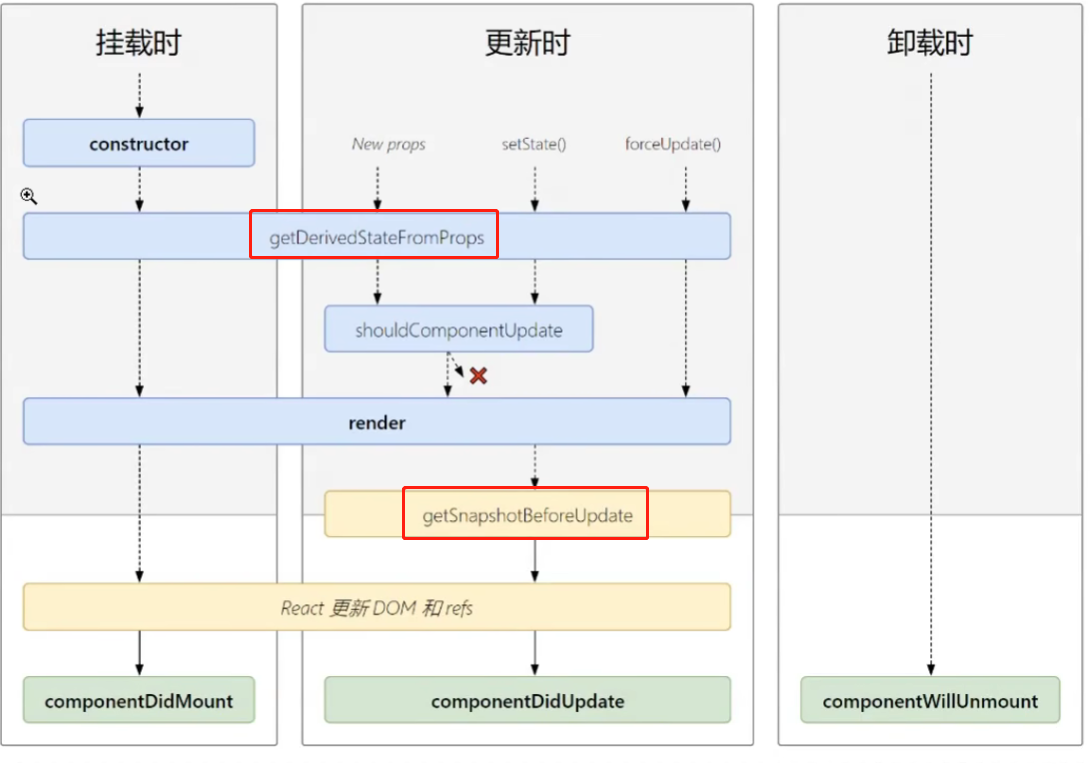 挂载时
更新时
卸载时
constructor
New props
setState()
forceUpdate()
getDerivedStateFromProps
shouldComponentUpdate
render
getSnapshotBeforeUpdate
React 更新 DOM 和 refs
componentDidMount
componentDidUpdate
componentWillUnmount